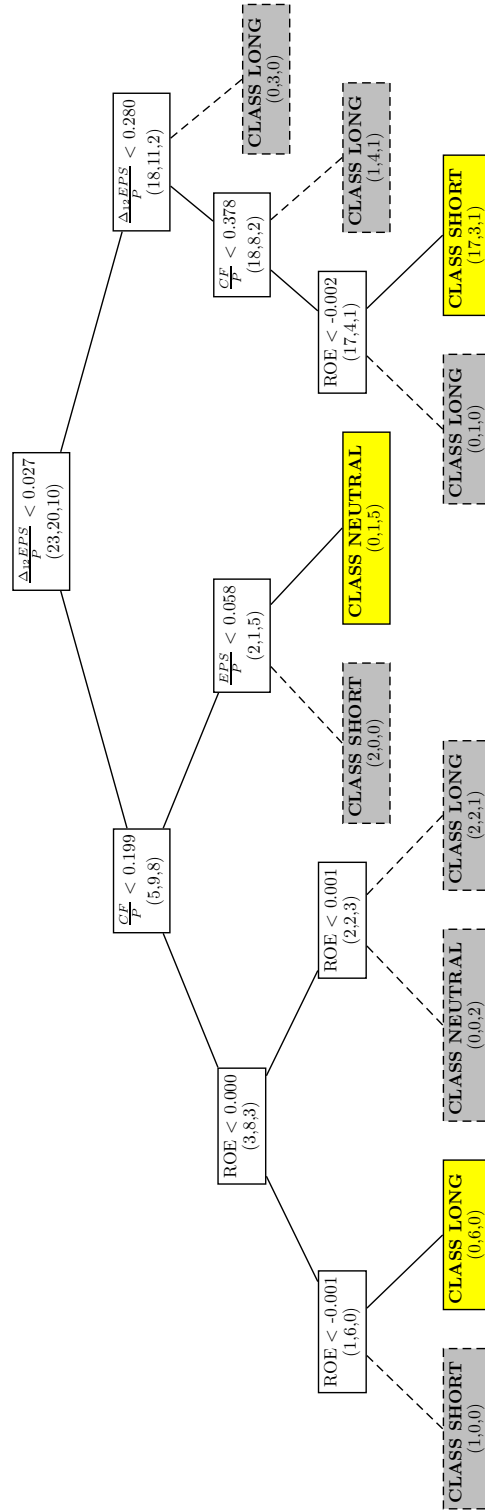 Δ₁₂EPS/P < 0.027
(23,20,10)
CF/P < 0.199
(5,9,8)
Δ₁₂EPS/P < 0.280
(18,11,2)
ROE < 0.000
(3,8,3)
EPS/P < 0.058
(2,1,5)
CF/P < 0.378
(18,8,2)
CLASS LONG
(0,3,0)
ROE < -0.001
(1,6,0)
ROE < 0.001
(2,2,3)
CLASS SHORT
(2,0,0)
CLASS NEUTRAL
(0,1,5)
ROE < -0.002
(17,4,1)
CLASS LONG
(1,4,1)
CLASS SHORT
(1,0,0)
CLASS LONG
(0,6,0)
CLASS NEUTRAL
(0,0,2)
CLASS LONG
(2,2,1)
CLASS LONG
(0,1,0)
CLASS SHORT
(17,3,1)